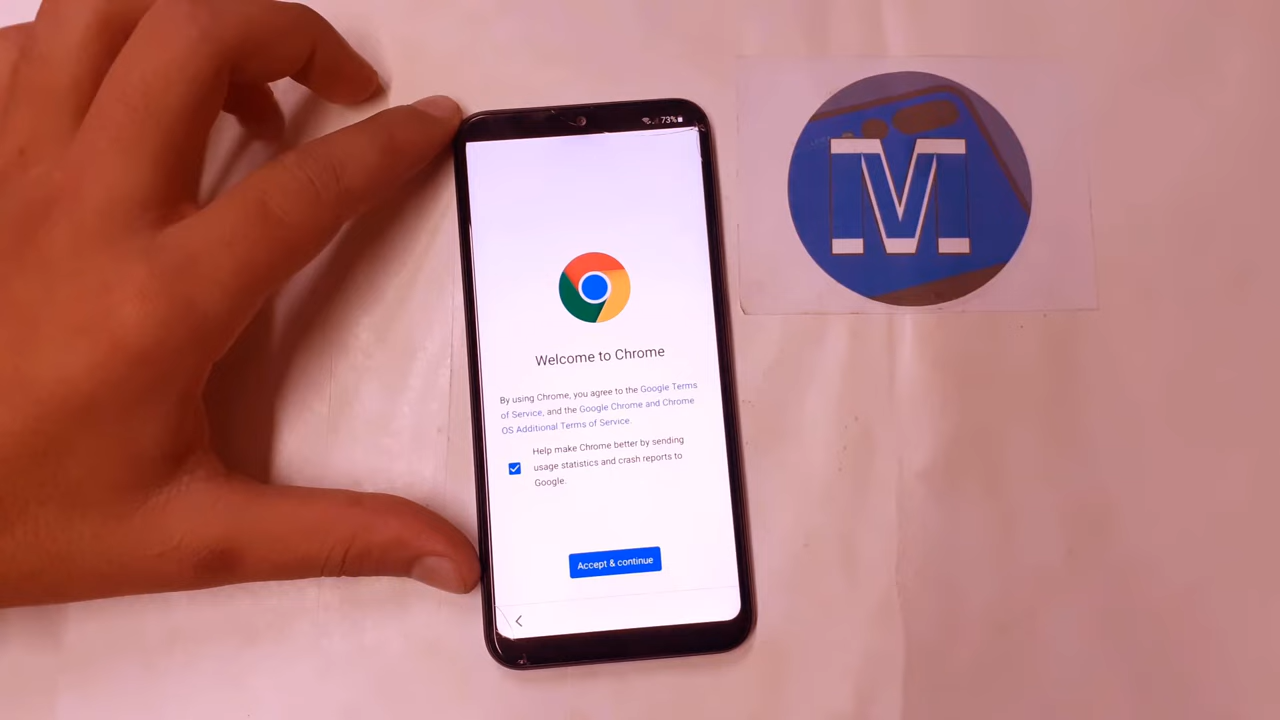 73%
M
Welcome to Chrome
By using Chrome, you agree to the Google Terms
of Service, and the Google Chrome and Chrome
OS Additional Terms of Service.
Help make Chrome better by sending
usage statistics and crash reports to
Google.
Accept & continue